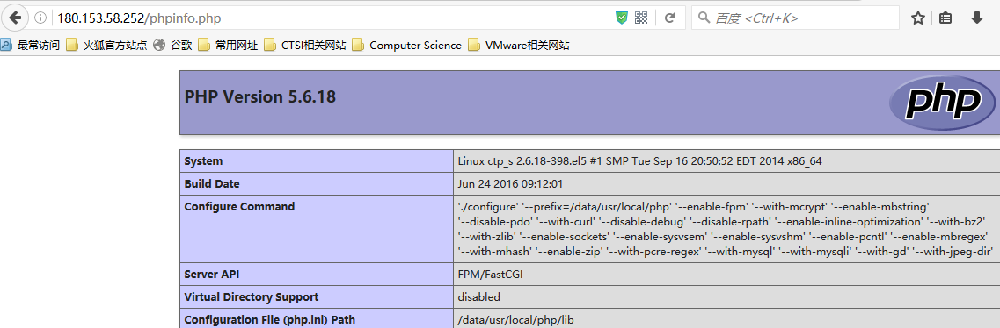 180.153.58.252/phpinfo.php
百度 <Ctrl+K>
最常访问 火狐官方站点 谷歌 常用网址 CTSI相关网站 Computer Science VMware相关网站
PHP Version 5.6.18
php
System Linux ctp_s 2.6.18-398.el5 #1 SMP Tue Sep 16 20:50:52 EDT 2014 x86_64
Build Date Jun 24 2016 09:12:01
Configure Command './configure' '--prefix=/data/usr/local/php' '--enable-fpm' '--with-mcrypt' '--enable-mbstring'
'--disable-pdo' '--with-curl' '--disable-debug' '--disable-rpath' '--enable-inline-optimization' '--with-bz2'
'--with-zlib' '--enable-sockets' '--enable-sysvsem' '--enable-sysvshm' '--enable-pcntl' '--enable-mbregex'
'--with-mhash' '--enable-zip' '--with-pcre-regex' '--with-mysql' '--with-mysqli' '--with-gd' '--with-jpeg-dir'
Server API FPM/FastCGI
Virtual Directory Support disabled
Configuration File (php.ini) Path /data/usr/local/php/lib